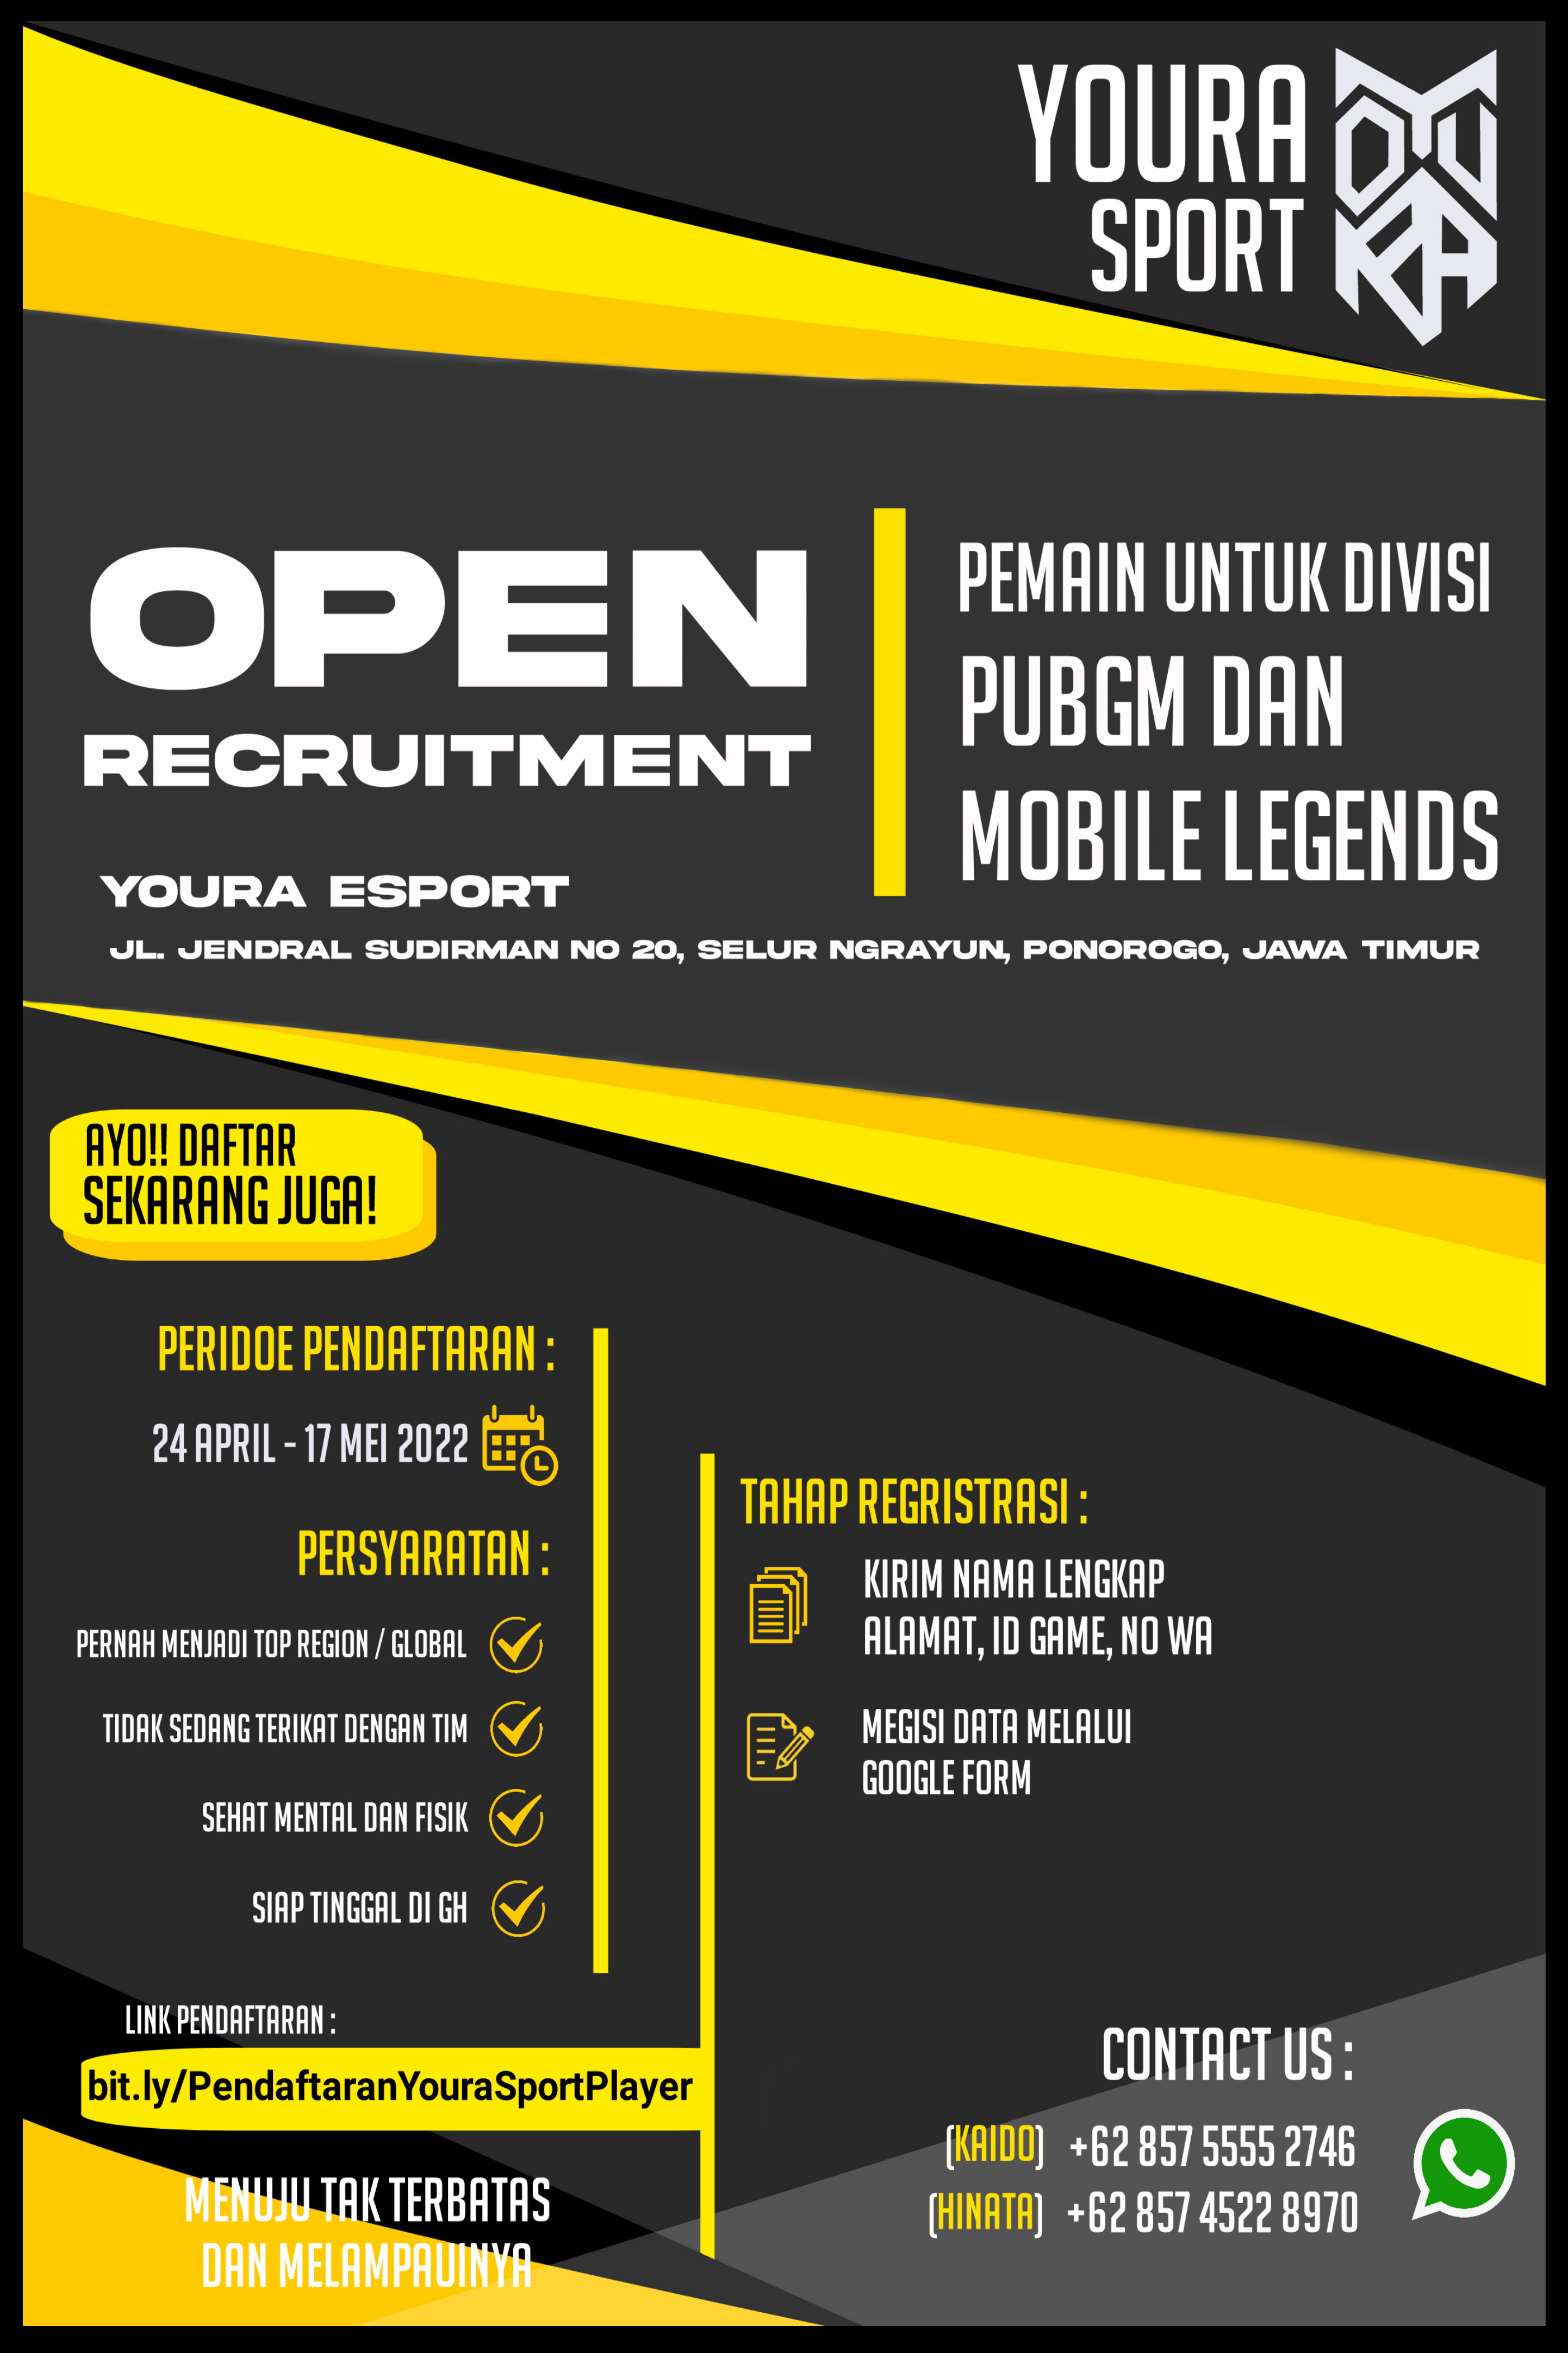 YOURA
SPORT
YOURA
OPEN
RECRUITMENT
PEMAIN UNTUK DIVISI
PUBGM DAN
MOBILE LEGENDS
YOURA ESPORT
JL. JENDRAL SUDIRMAN NO 20, SELUR NGRAYUN, PONOROGO, JAWA TIMUR
AYO!! DAFTAR
SEKARANG JUGA!
PERIDOE PENDAFTARAN :
24 APRIL - 17 MEI 2022
PERSYARATAN :
PERNAH MENJADI TOP REGION / GLOBAL
TIDAK SEDANG TERIKAT DENGAN TIM
SEHAT MENTAL DAN FISIK
SIAP TINGGAL DI GH
TAHAP REGRISTRASI :
KIRIM NAMA LENGKAP
ALAMAT, ID GAME, NO WA
MEGISI DATA MELALUI
GOOGLE FORM
LINK PENDAFTARAN :
bit.ly/PendaftaranYouraSportPlayer
MENUJU TAK TERBATAS
DAN MELAMPAUINYA
CONTACT US :
(KAIDO) +62 857 5555 2746
(HINATA) +62 857 4522 8970